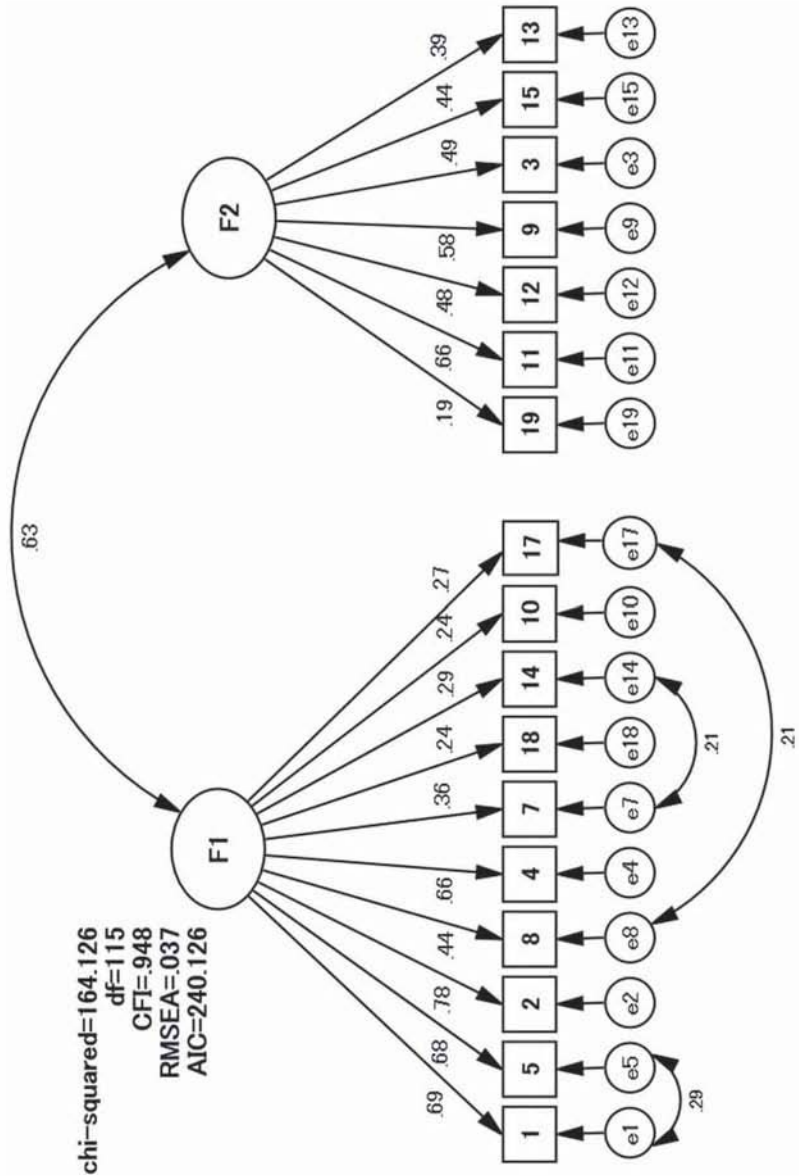 chi-squared=164.126
df=115
CFI=.948
RMSEA=.037
AIC=240.126
.63
F1
F2
.69
.68
.78
.44
.66
.36
.24
.29
.24
.27
.19
.66
.48
.58
.49
.44
.39
1
5
2
8
4
7
18
14
10
17
19
11
12
9
3
15
13
e1
e5
e2
e8
e4
e7
e18
e14
e10
e17
e19
e11
e12
e9
e3
e15
e13
.29
.21
.21